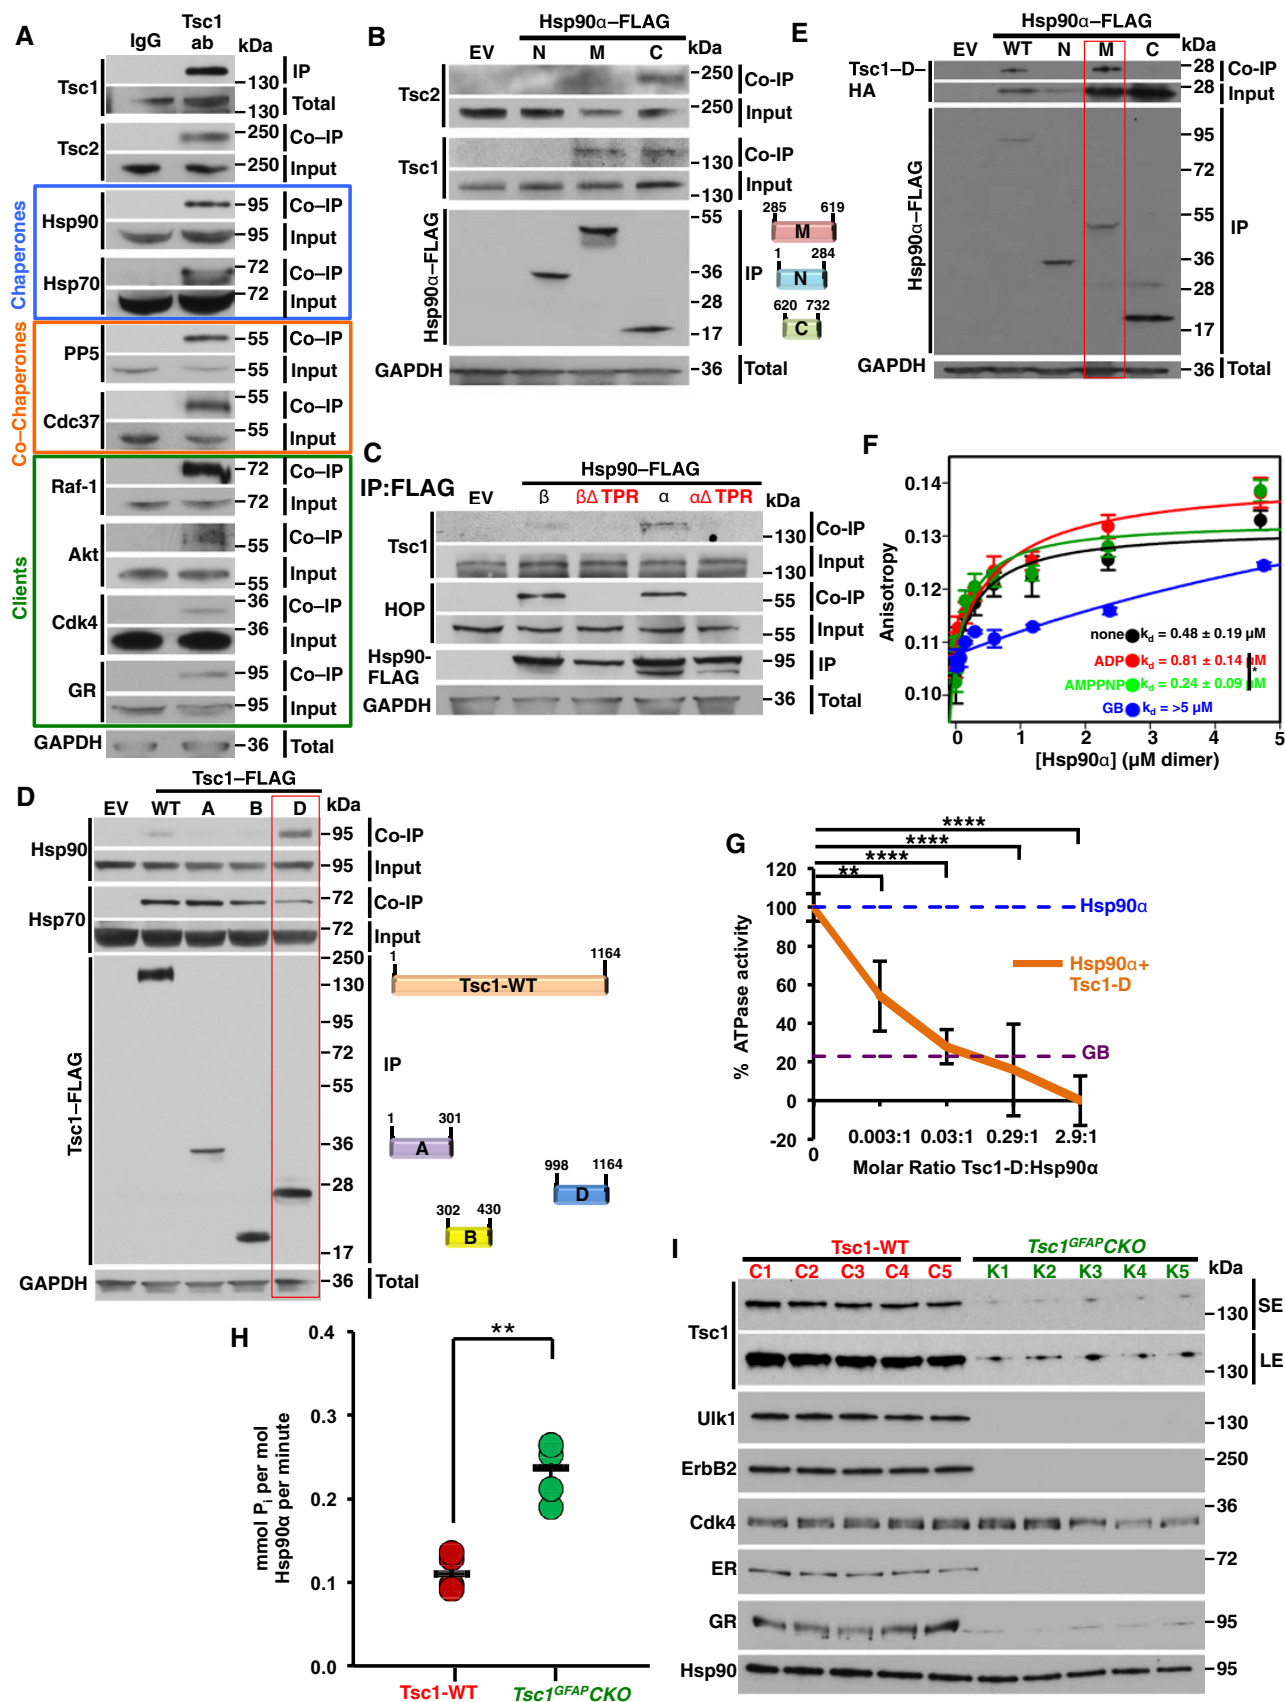 A
IgG
Tsc1
ab
kDa
Tsc1
130
IP
130
Total
Tsc2
250
Co–IP
250
Input
Chaperones
Hsp90
95
Co–IP
95
Input
Hsp70
72
Co–IP
72
Input
Co–Chaperones
PP5
55
Co–IP
Input
Cdc37
55
55
Co–IP
55
Input
Clients
Raf-1
72
Co–IP
72
Input
Akt
55
Co–IP
55
Input
Cdk4
36
Co–IP
36
Input
GR
95
Co–IP
95
Input
GAPDH
36
Total
B
Hsp90α–FLAG
EV N M C kDa
Tsc2
250
Co-IP
250
Input
Tsc1
130
Co-IP
130
Input
Hsp90α–FLAG
55
36
28
17
IP
GAPDH
36
Total
285 619
M
1 284
N
620 732
C
C
IP:FLAG
Hsp90–FLAG
EV β βΔ TPR α αΔ TPR kDa
Tsc1
130
Co-IP
130
Input
HOP
55
Co-IP
55
Input
Hsp90-
FLAG
95
IP
GAPDH
36
Total
D
Tsc1–FLAG
EV WT A B D kDa
Hsp90
95
Co-IP
95
Input
Hsp70
72
Co-IP
72
Input
Tsc1–FLAG
250
130
95
72
55
36
28
17
IP
GAPDH
36
Total
1 1164
Tsc1-WT
1 301
A
998 1164
D
302 430
B
E
Hsp90α–FLAG
EV WT N M C kDa
Tsc1–D–
HA
28
Co-IP
28
Input
Hsp90α–FLAG
95
72
55
36
28
17
IP
GAPDH
36
Total
F
Anisotropy
0.14
0.13
0.12
0.11
0.10
none k_d = 0.48 ± 0.19 µM
ADP k_d = 0.81 ± 0.14 µM
*
AMPPNP k_d = 0.24 ± 0.09 µM
GB k_d = >5 µM
0 1 2 3 4 5
[Hsp90α] (µM dimer)
G
****
****
****
**
% ATPase activity
120
100
80
60
40
20
0
-20
Hsp90α
Hsp90α+
Tsc1-D
GB
0 0.003:1 0.03:1 0.29:1 2.9:1
Molar Ratio Tsc1-D:Hsp90α
H
**
mmol Pi per mol
Hsp90α per minute
0.4
0.3
0.2
0.1
0.0
Tsc1-WT Tsc1^GFAP CKO
I
Tsc1-WT Tsc1^GFAP CKO
C1 C2 C3 C4 C5 K1 K2 K3 K4 K5 kDa
Tsc1
130
SE
130
LE
Ulk1
130
ErbB2
250
Cdk4
36
ER
72
GR
95
Hsp90
95